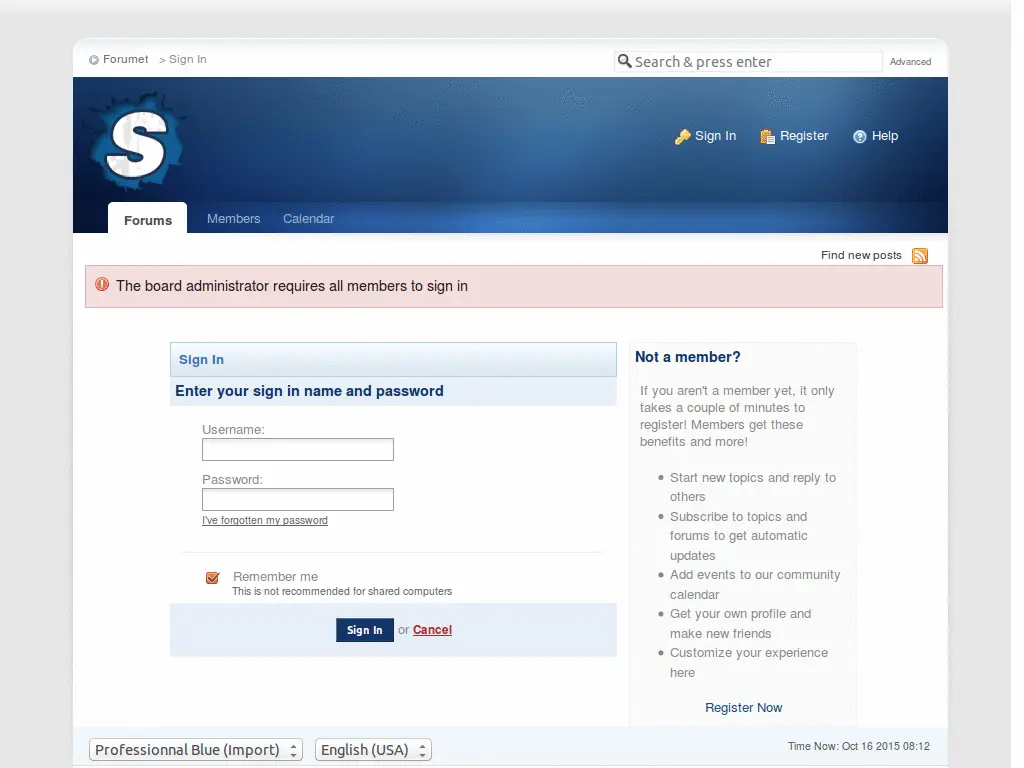 Forumet > Sign In
Search & press enter
Advanced
S
Sign In
Register
Help
Forums
Members
Calendar
Find new posts
The board administrator requires all members to sign in
Sign In
Enter your sign in name and password
Username:
Password:
I've forgotten my password
Remember me
This is not recommended for shared computers
Sign In or Cancel
Not a member?
If you aren't a member yet, it only
takes a couple of minutes to
register! Members get these
benefits and more!
Start new topics and reply to
others
Subscribe to topics and
forums to get automatic
updates
Add events to our community
calendar
Get your own profile and
make new friends
Customize your experience
here
Register Now
Professionnal Blue (Import)
English (USA)
Time Now: Oct 16 2015 08:12